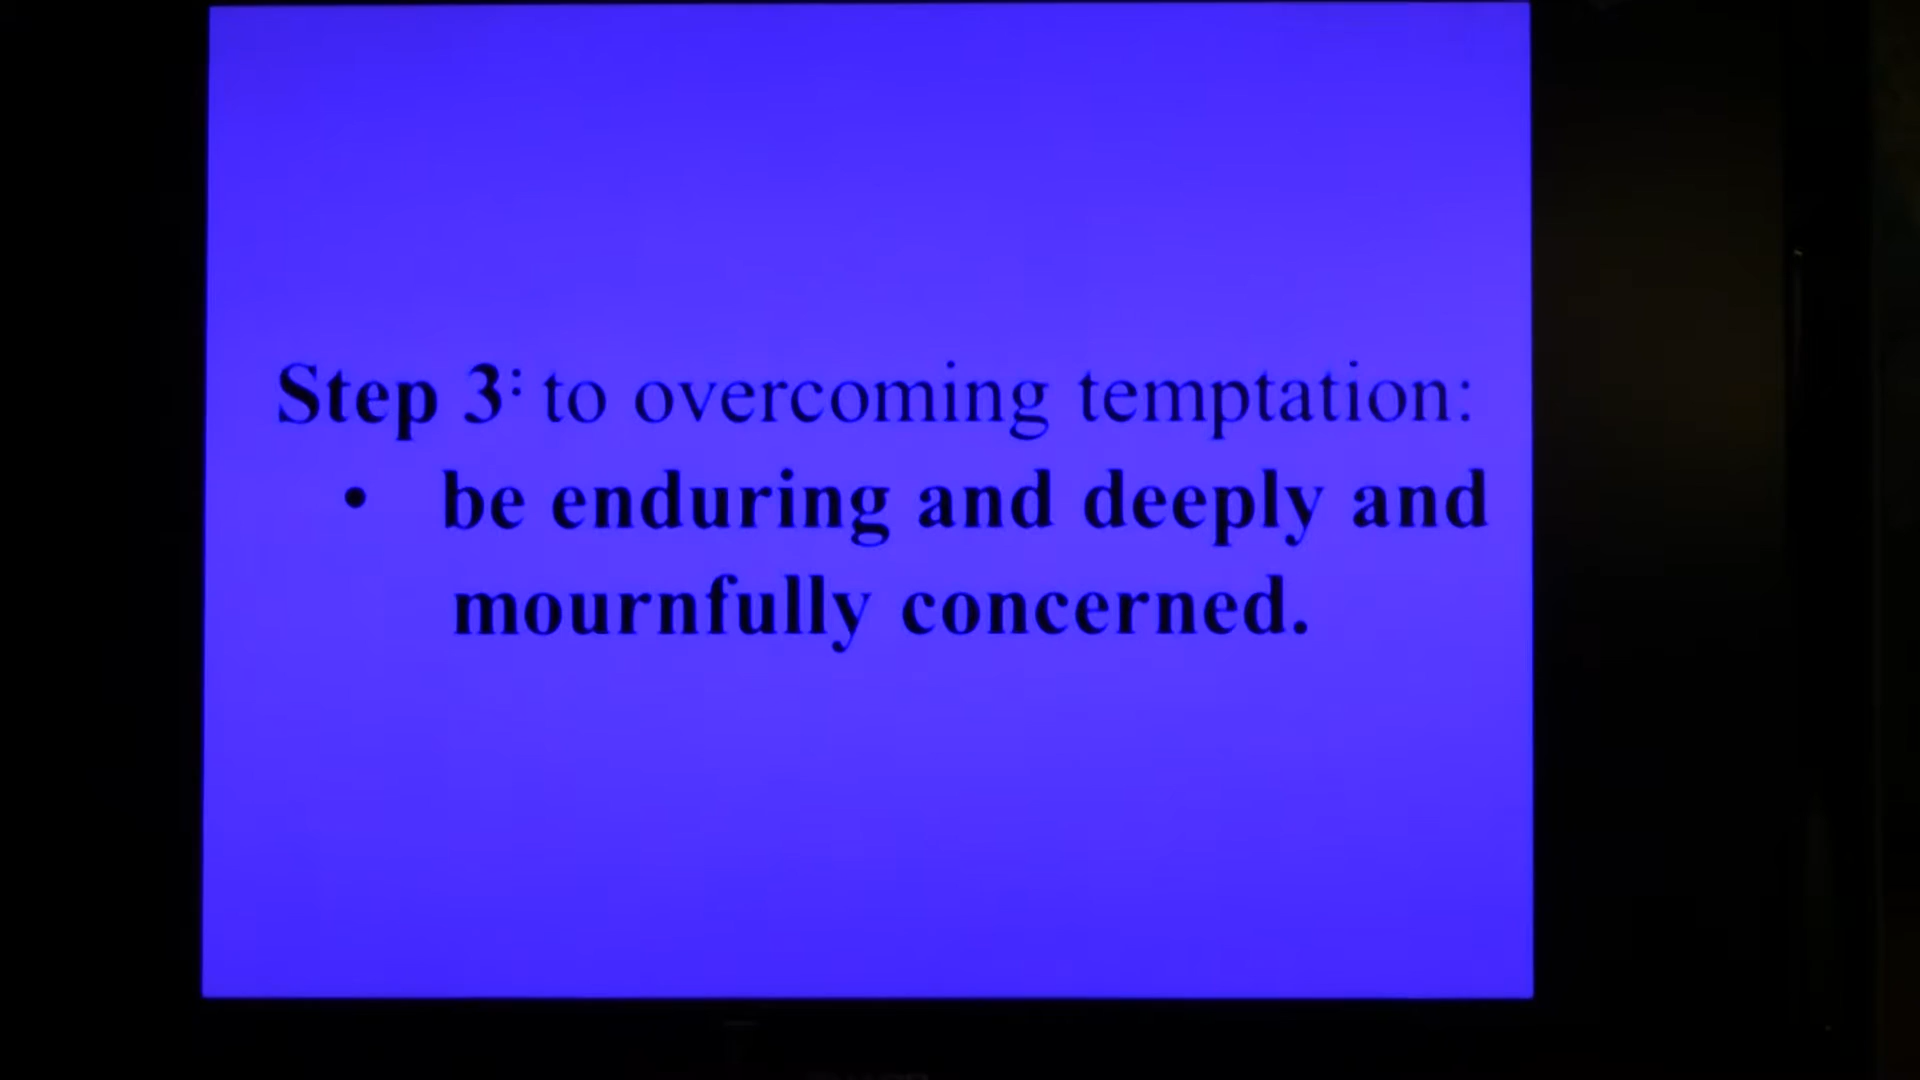 Step 3: to overcoming temptation:
• be enduring and deeply and
mournfully concerned.